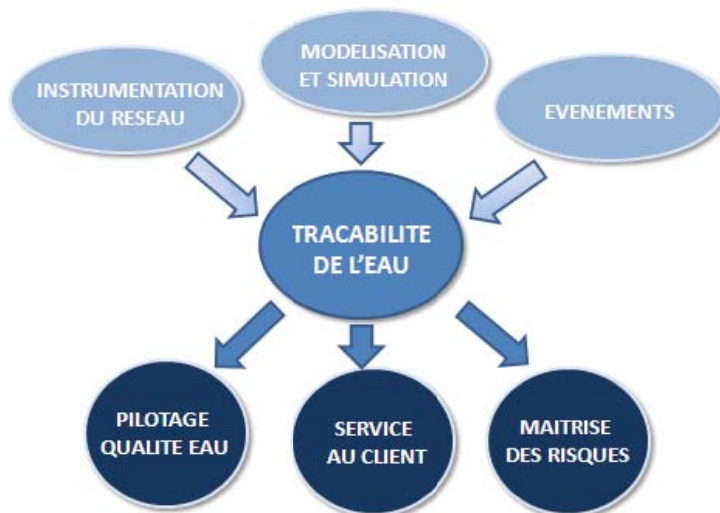 INSTRUMENTATION
DU RESEAU
MODELISATION
ET SIMULATION
EVENEMENTS
TRACABILITE
DE L'EAU
PILOTAGE
QUALITE EAU
SERVICE
AU CLIENT
MAITRISE
DES RISQUES